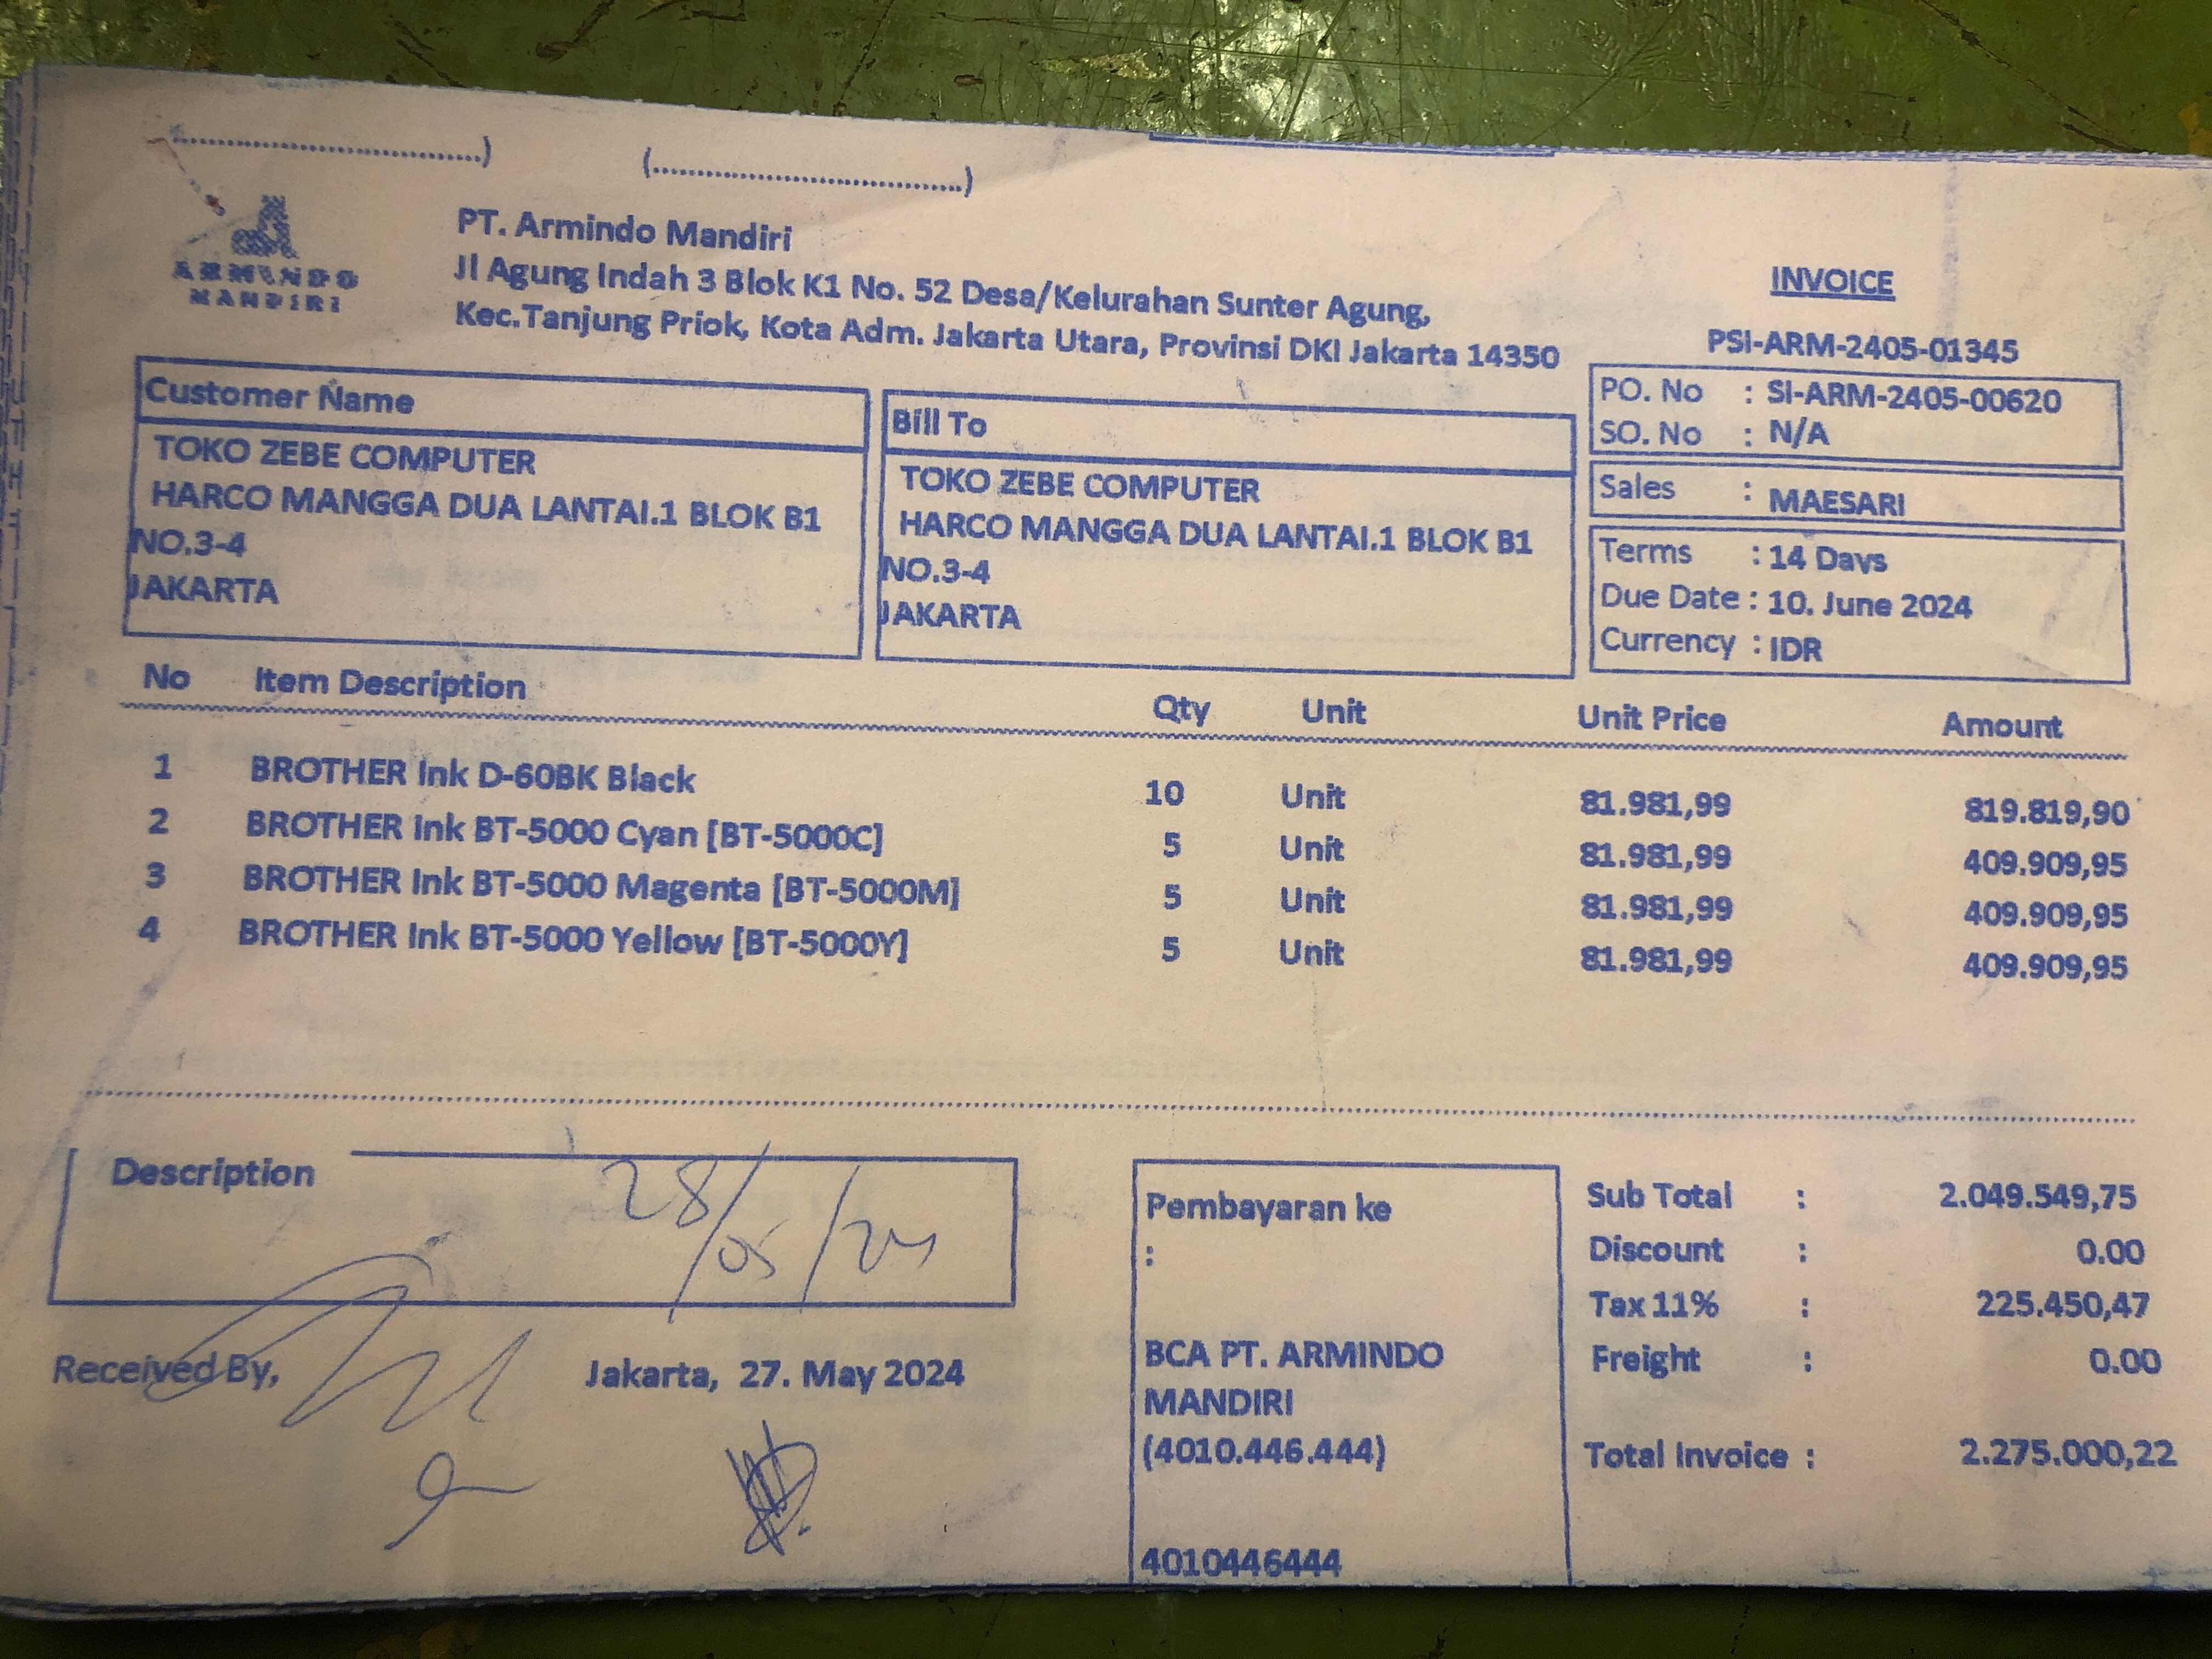 ARMINDO
MANDIRI
PT. Armindo Mandiri
Jl Agung Indah 3 Blok K1 No. 52 Desa/Kelurahan Sunter Agung,
Kec.Tanjung Priok, Kota Adm. Jakarta Utara, Provinsi DKI Jakarta 14350
INVOICE
PSI-ARM-2405-01345
PO. No : SI-ARM-2405-00620
SO. No : N/A
Sales : MAESARI
Terms : 14 Days
Due Date : 10. June 2024
Currency : IDR
Customer Name
TOKO ZEBE COMPUTER
HARCO MANGGA DUA LANTAI.1 BLOK B1
NO.3-4
JAKARTA
Bill To
TOKO ZEBE COMPUTER
HARCO MANGGA DUA LANTAI.1 BLOK B1
NO.3-4
JAKARTA
No Item Description Qty Unit Unit Price Amount
1 BROTHER Ink D-60BK Black 10 Unit 81.981,99 819.819,90
2 BROTHER Ink BT-5000 Cyan [BT-5000C] 5 Unit 81.981,99 409.909,95
3 BROTHER Ink BT-5000 Magenta [BT-5000M] 5 Unit 81.981,99 409.909,95
4 BROTHER Ink BT-5000 Yellow [BT-5000Y] 5 Unit 81.981,99 409.909,95
Description
28/05/24
Received By,
Jakarta, 27. May 2024
Pembayaran ke
:
BCA PT. ARMINDO
MANDIRI
(4010.446.444)
4010446444
Sub Total : 2.049.549,75
Discount : 0.00
Tax 11% : 225.450,47
Freight : 0.00
Total Invoice : 2.275.000,22